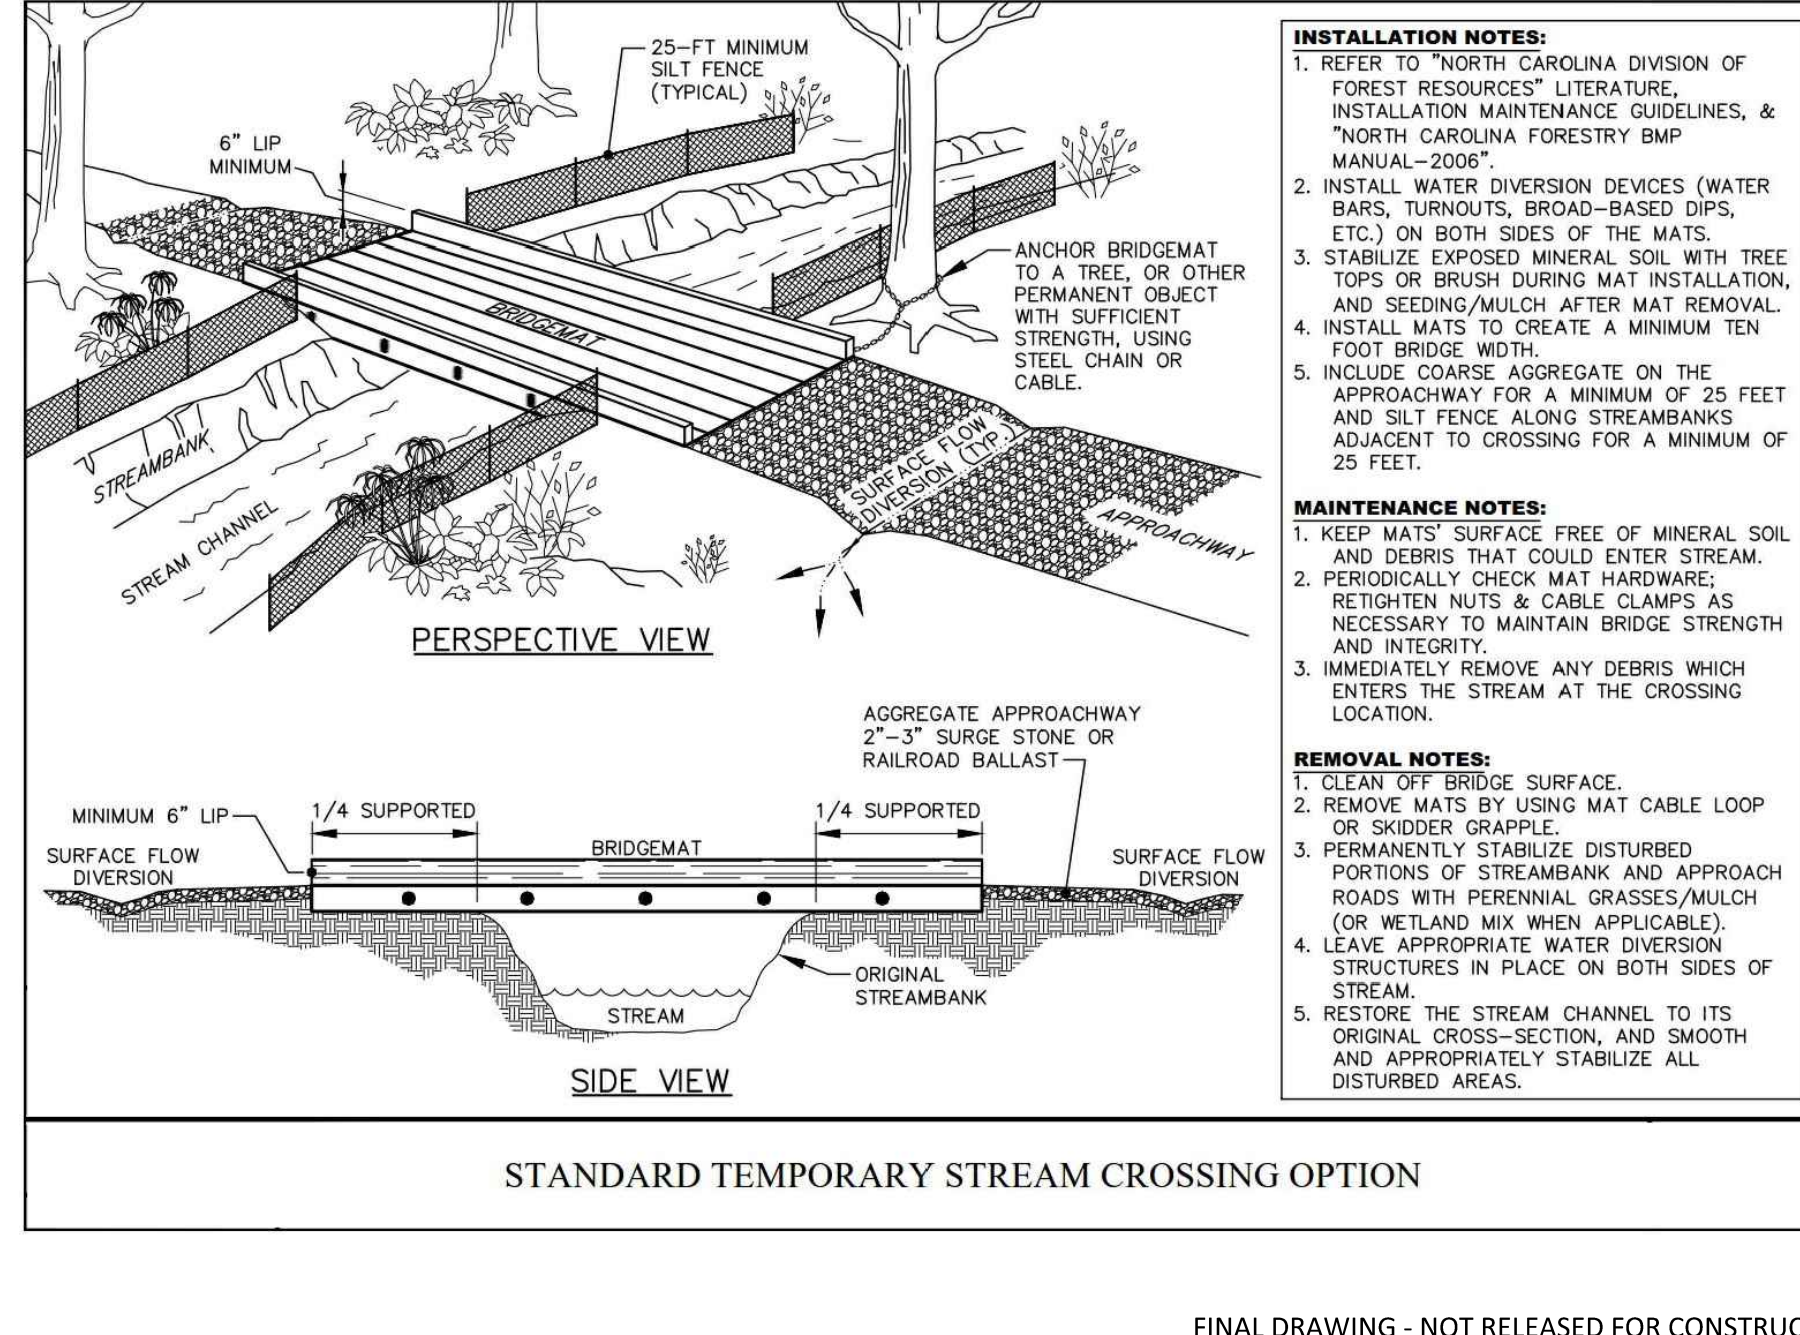 25-FT MINIMUM
SILT FENCE
(TYPICAL)
6" LIP
MINIMUM
ANCHOR BRIDGEMAT
TO A TREE, OR OTHER
PERMANENT OBJECT
WITH SUFFICIENT
STRENGTH, USING
STEEL CHAIN OR
CABLE.
BRIDGEMAT
STREAMBANK
STREAM CHANNEL
SURFACE FLOW
DIVERSION (TYP.)
APPROACHWAY
PERSPECTIVE VIEW
AGGREGATE APPROACHWAY
2"-3" SURGE STONE OR
RAILROAD BALLAST
MINIMUM 6" LIP
1/4 SUPPORTED
1/4 SUPPORTED
BRIDGEMAT
SURFACE FLOW
DIVERSION
SURFACE FLOW
DIVERSION
ORIGINAL
STREAMBANK
STREAM
SIDE VIEW
INSTALLATION NOTES:
1. REFER TO "NORTH CAROLINA DIVISION OF
FOREST RESOURCES" LITERATURE,
INSTALLATION MAINTENANCE GUIDELINES, &
"NORTH CAROLINA FORESTRY BMP
MANUAL-2006".
2. INSTALL WATER DIVERSION DEVICES (WATER
BARS, TURNOUTS, BROAD-BASED DIPS,
ETC.) ON BOTH SIDES OF THE MATS.
3. STABILIZE EXPOSED MINERAL SOIL WITH TREE
TOPS OR BRUSH DURING MAT INSTALLATION,
AND SEEDING/MULCH AFTER MAT REMOVAL.
4. INSTALL MATS TO CREATE A MINIMUM TEN
FOOT BRIDGE WIDTH.
5. INCLUDE COARSE AGGREGATE ON THE
APPROACHWAY FOR A MINIMUM OF 25 FEET
AND SILT FENCE ALONG STREAMBANKS
ADJACENT TO CROSSING FOR A MINIMUM OF
25 FEET.
MAINTENANCE NOTES:
1. KEEP MATS' SURFACE FREE OF MINERAL SOIL
AND DEBRIS THAT COULD ENTER STREAM.
2. PERIODICALLY CHECK MAT HARDWARE;
RETIGHTEN NUTS & CABLE CLAMPS AS
NECESSARY TO MAINTAIN BRIDGE STRENGTH
AND INTEGRITY.
3. IMMEDIATELY REMOVE ANY DEBRIS WHICH
ENTERS THE STREAM AT THE CROSSING
LOCATION.
REMOVAL NOTES:
1. CLEAN OFF BRIDGE SURFACE.
2. REMOVE MATS BY USING MAT CABLE LOOP
OR SKIDDER GRAPPLE.
3. PERMANENTLY STABILIZE DISTURBED
PORTIONS OF STREAMBANK AND APPROACH
ROADS WITH PERENNIAL GRASSES/MULCH
(OR WETLAND MIX WHEN APPLICABLE).
4. LEAVE APPROPRIATE WATER DIVERSION
STRUCTURES IN PLACE ON BOTH SIDES OF
STREAM.
5. RESTORE THE STREAM CHANNEL TO ITS
ORIGINAL CROSS-SECTION, AND SMOOTH
AND APPROPRIATELY STABILIZE ALL
DISTURBED AREAS.
STANDARD TEMPORARY STREAM CROSSING OPTION
FINAL DRAWING - NOT RELEASED FOR CONSTRUC